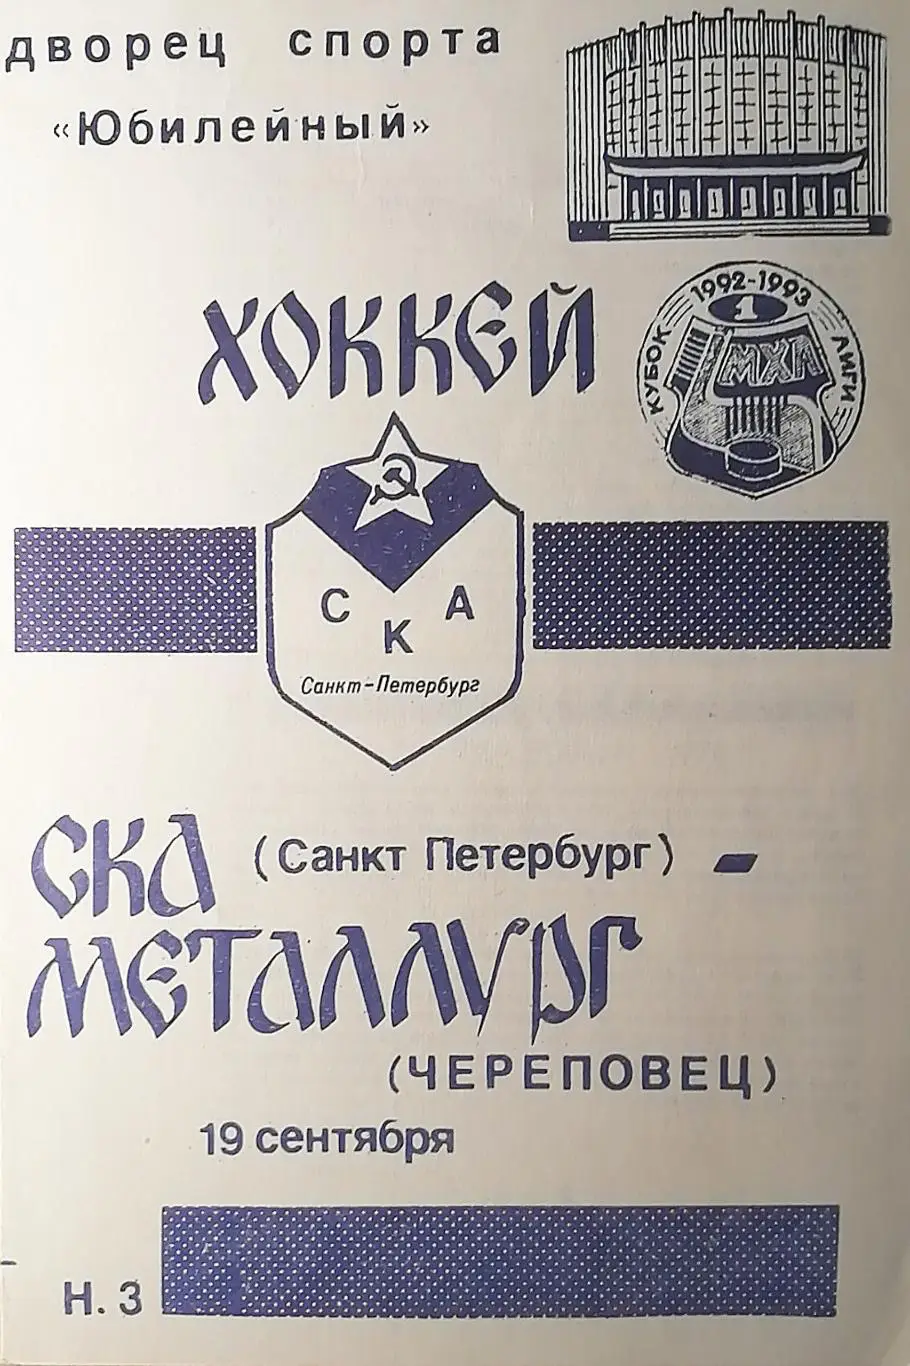 дворец спорта
«Юбилейный»
ХОККЕЙ
КУБОК 1992-1993 ЛИГИ
1
МХЛ
С К А
Санкт-Петербург
СКА (Санкт Петербург) -
МЕТАЛЛУРГ
(ЧЕРЕПОВЕЦ)
19 сентября
Н. 3